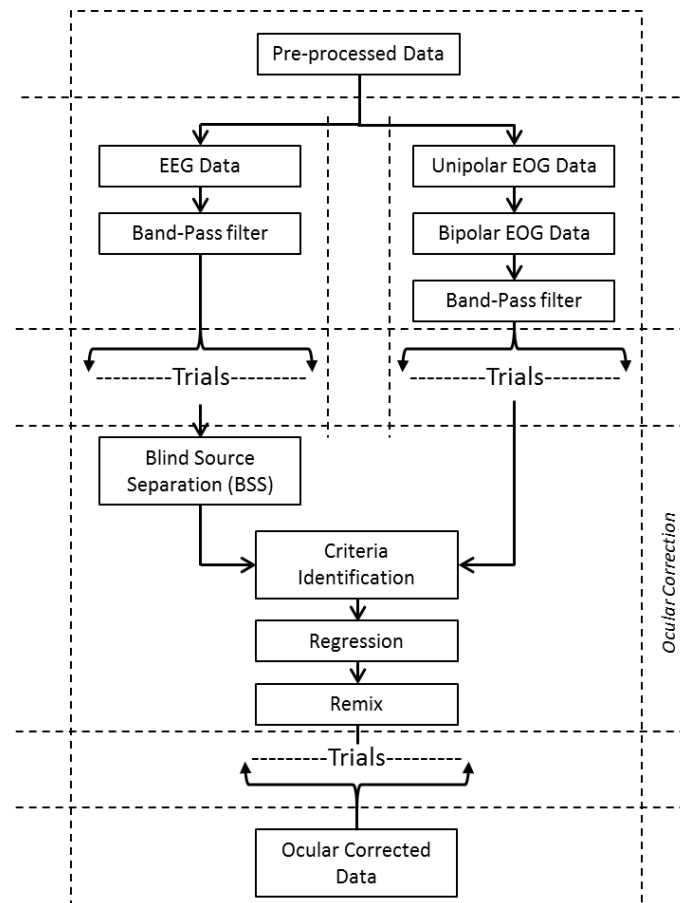 Pre-processed Data
EEG Data
Unipolar EOG Data
Band-Pass filter
Bipolar EOG Data
Band-Pass filter
Trials
Trials
Blind Source
Separation (BSS)
Criteria
Identification
Regression
Remix
Trials
Ocular Corrected
Data
Ocular Correction